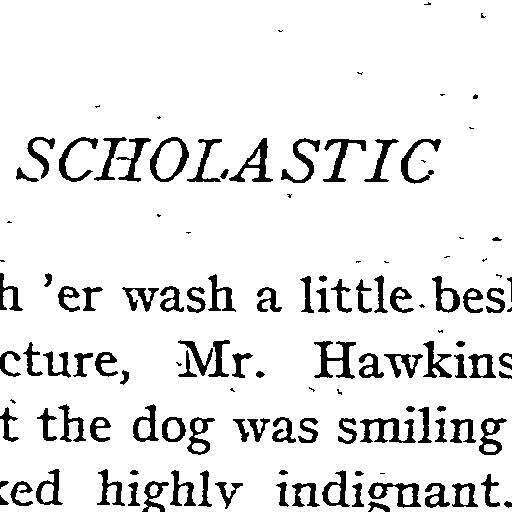 SCHOLASTIC
h 'er wash a little besh
cture, Mr. Hawkins
t the dog was smiling
ked highly indignant.